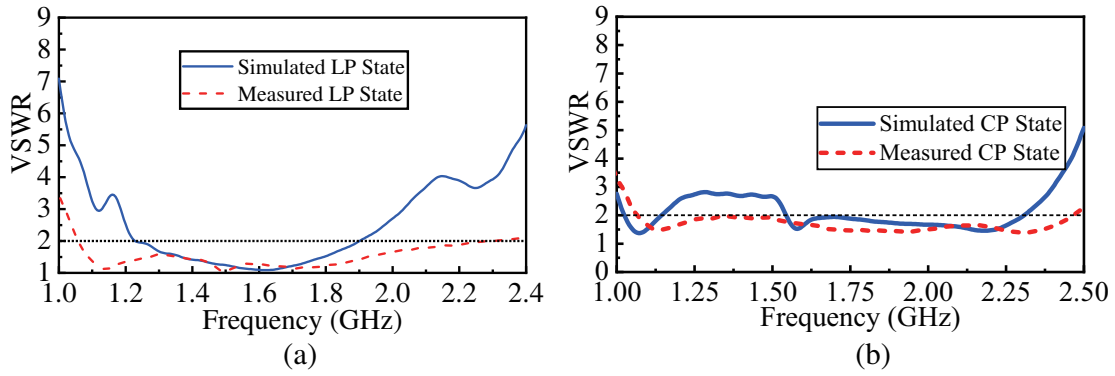 9
8
7
6
5
4
3
2
1
VSWR
Simulated LP State
Measured LP State
1.0 1.2 1.4 1.6 1.8 2.0 2.2 2.4
Frequency (GHz)
(a)
9
8
7
6
5
4
3
2
1
0
VSWR
Simulated CP State
Measured CP State
1.00 1.25 1.50 1.75 2.00 2.25 2.50
Frequency (GHz)
(b)